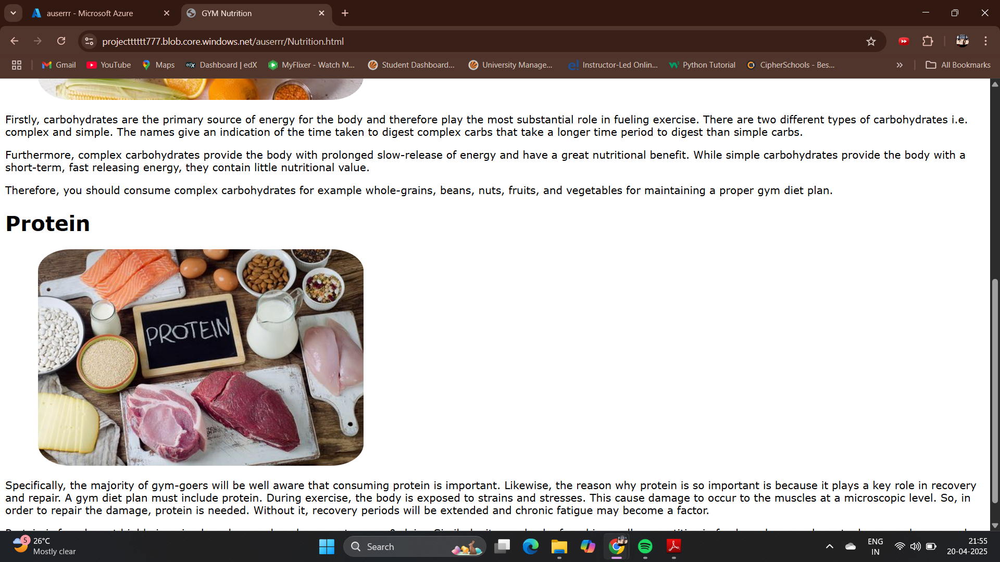 auserrr - Microsoft Azure
GYM Nutrition
projectttttt777.blob.core.windows.net/auserrr/Nutrition.html
Gmail
YouTube
Maps
edX
Dashboard | edX
MyFlixer - Watch M...
Student Dashboard...
University Manage...
Instructor-Led Onlin...
Python Tutorial
CipherSchools - Bes...
All Bookmarks
Firstly, carbohydrates are the primary source of energy for the body and therefore play the most substantial role in fueling exercise. There are two different types of carbohydrates i.e.
complex and simple. The names give an indication of the time taken to digest complex carbs that take a longer time period to digest than simple carbs.
Furthermore, complex carbohydrates provide the body with prolonged slow-release of energy and have a great nutritional benefit. While simple carbohydrates provide the body with a
short-term, fast releasing energy, they contain little nutritional value.
Therefore, you should consume complex carbohydrates for example whole-grains, beans, nuts, fruits, and vegetables for maintaining a proper gym diet plan.
Protein
PROTEIN
Specifically, the majority of gym-goers will be well aware that consuming protein is important. Likewise, the reason why protein is so important is because it plays a key role in recovery
and repair. A gym diet plan must include protein. During exercise, the body is exposed to strains and stresses. This cause damage to occur to the muscles at a microscopic level. So, in
order to repair the damage, protein is needed. Without it, recovery periods will be extended and chronic fatigue may become a factor.
5
26°C
Mostly clear
Search
ENG
IN
21:55
20-04-2025